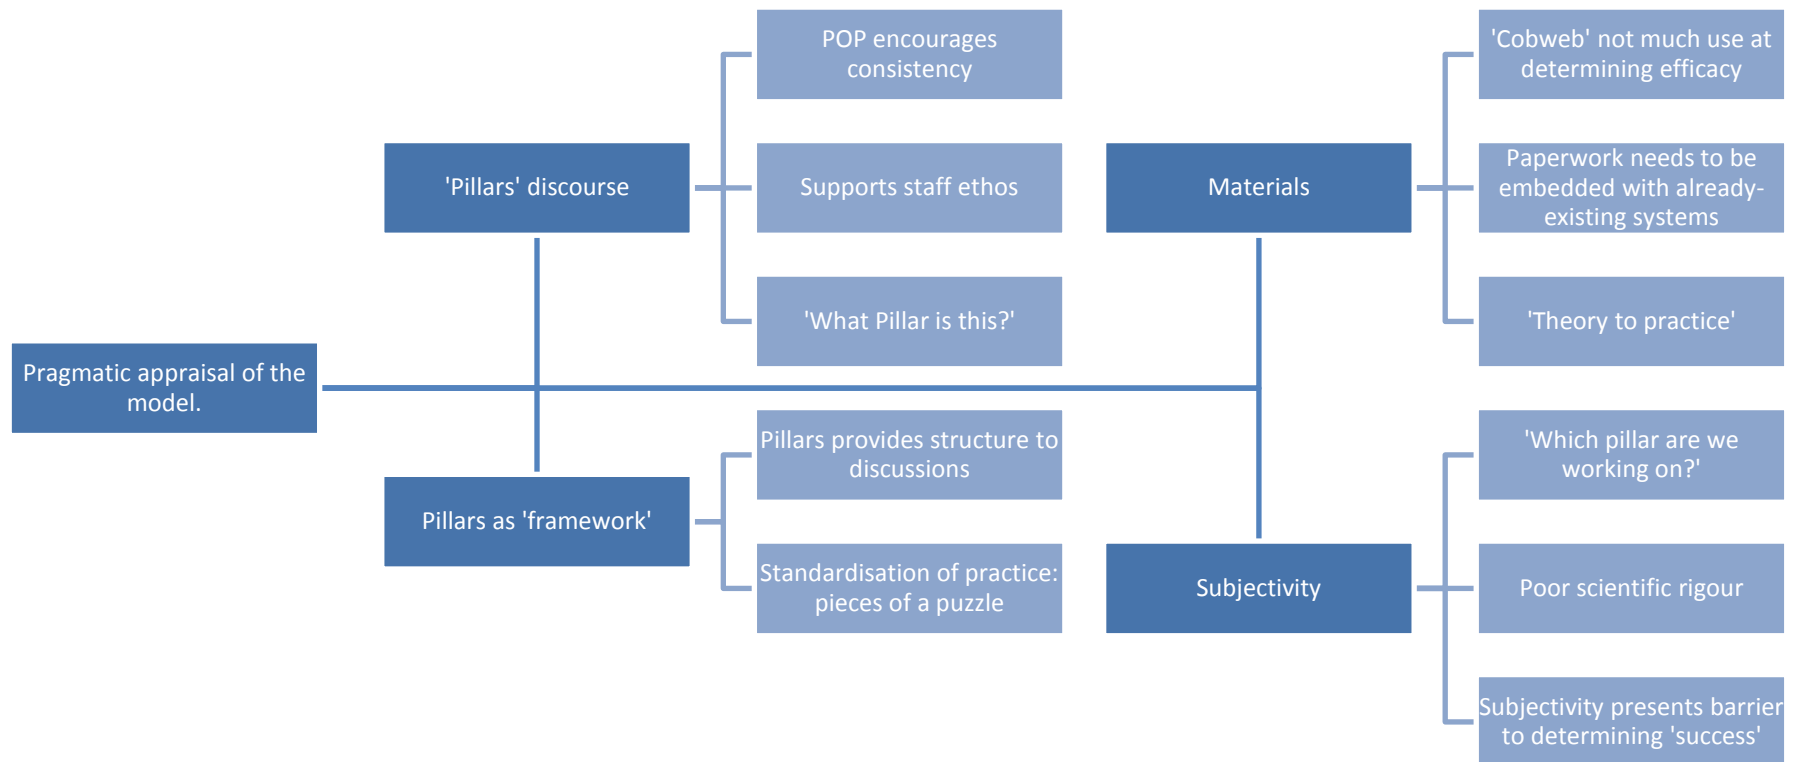 Pragmatic appraisal of the
model.
'Pillars' discourse
POP encourages
consistency
Supports staff ethos
'What Pillar is this?'
Pillars as 'framework'
Pillars provides structure to
discussions
Standardisation of practice:
pieces of a puzzle
Materials
'Cobweb' not much use at
determining efficacy
Paperwork needs to be
embedded with already-
existing systems
'Theory to practice'
Subjectivity
'Which pillar are we
working on?'
Poor scientific rigour
Subjectivity presents barrier
to determining 'success'